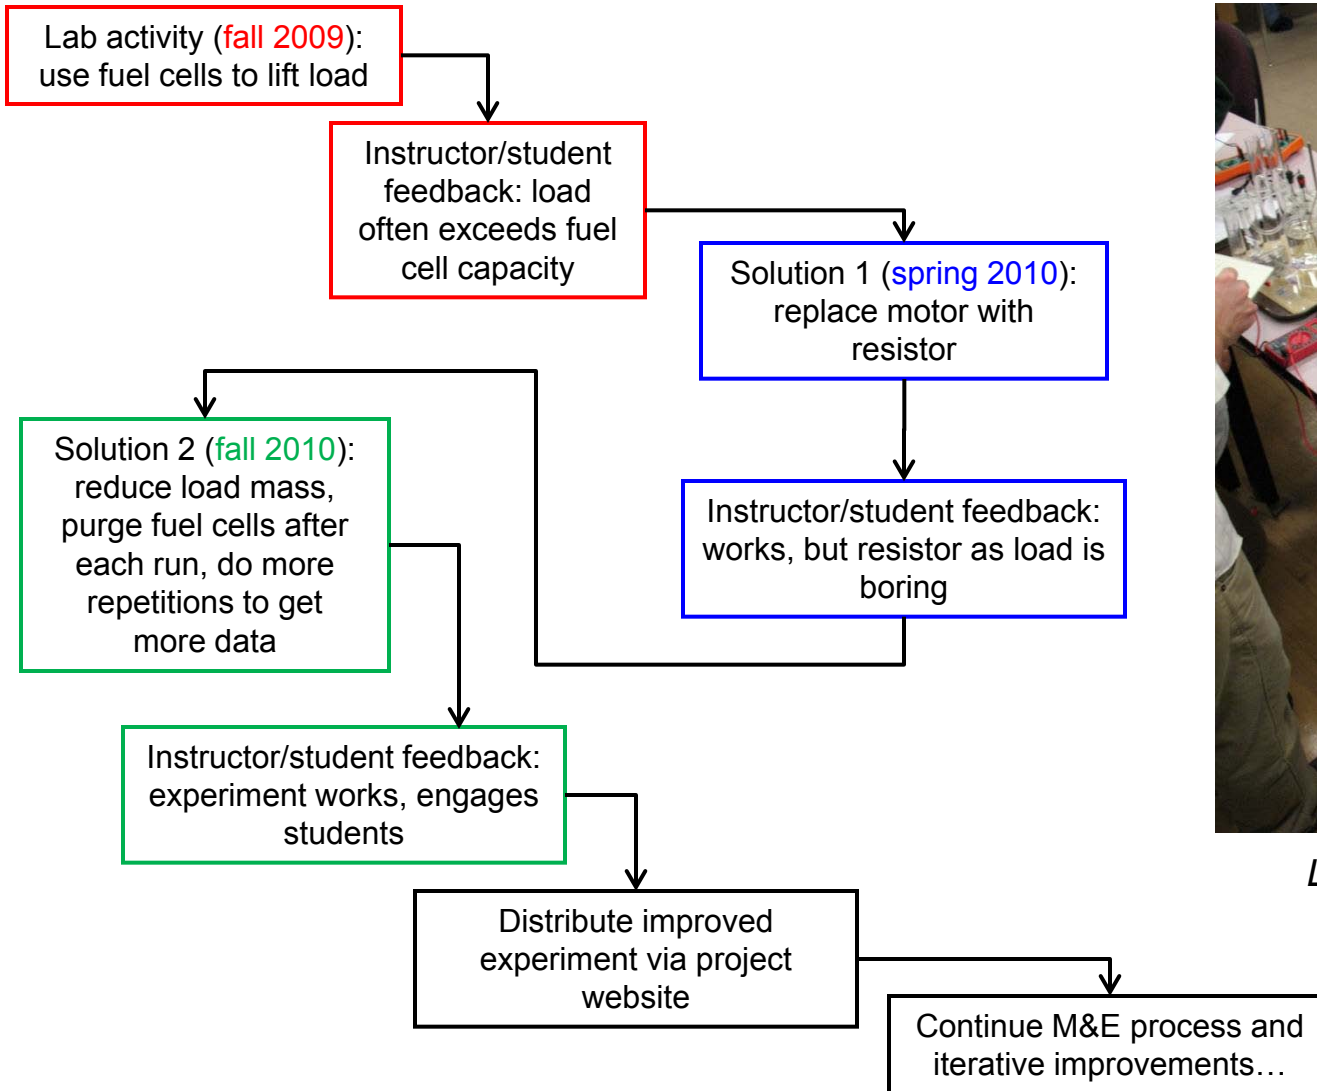 Lab activity (fall 2009):
use fuel cells to lift load
Instructor/student
feedback: load
often exceeds fuel
cell capacity
Solution 1 (spring 2010):
replace motor with
resistor
Instructor/student feedback:
works, but resistor as load is
boring
Solution 2 (fall 2010):
reduce load mass,
purge fuel cells after
each run, do more
repetitions to get
more data
Instructor/student feedback:
experiment works, engages
students
Distribute improved
experiment via project
website
Continue M&E process and
iterative improvements…